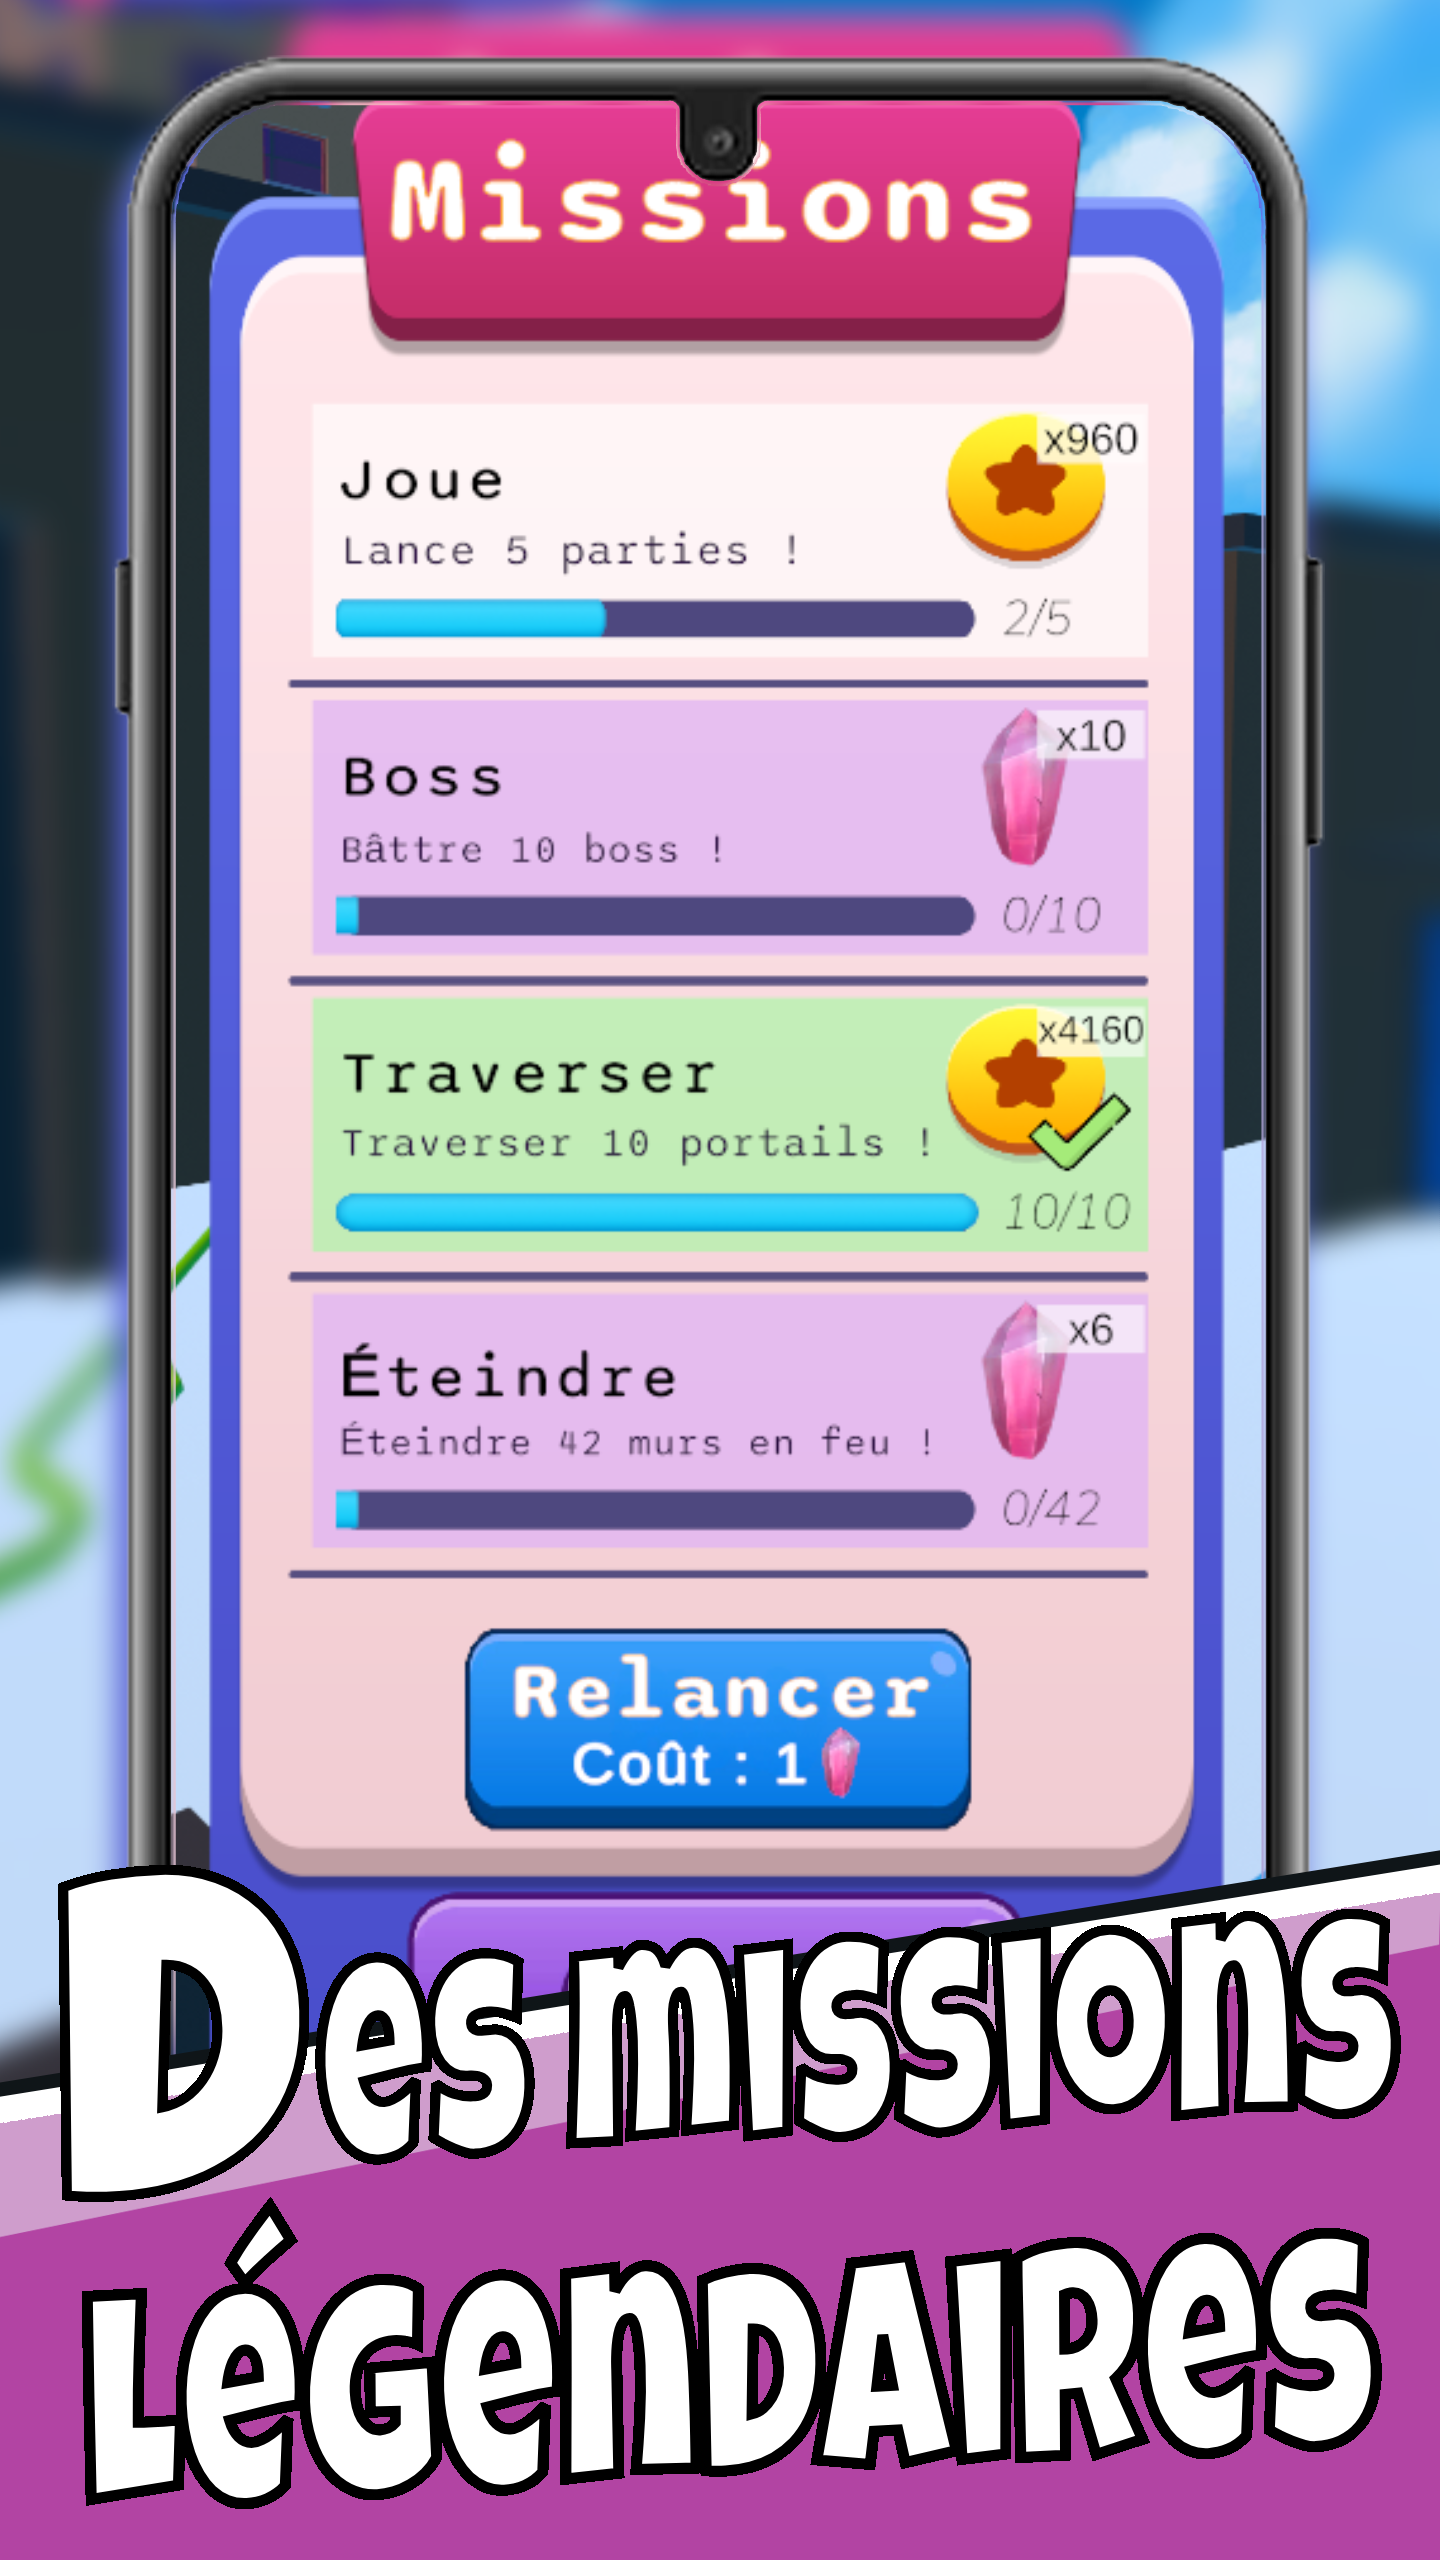 Missions
x960
Joue
Lance 5 parties !
2/5
x10
Boss
Bâttre 10 boss !
0/10
x4160
Traverser
Traverser 10 portails !
10/10
x6
Éteindre
Éteindre 42 murs en feu !
0/42
Relancer
Coût : 1
Des missions
légendaires